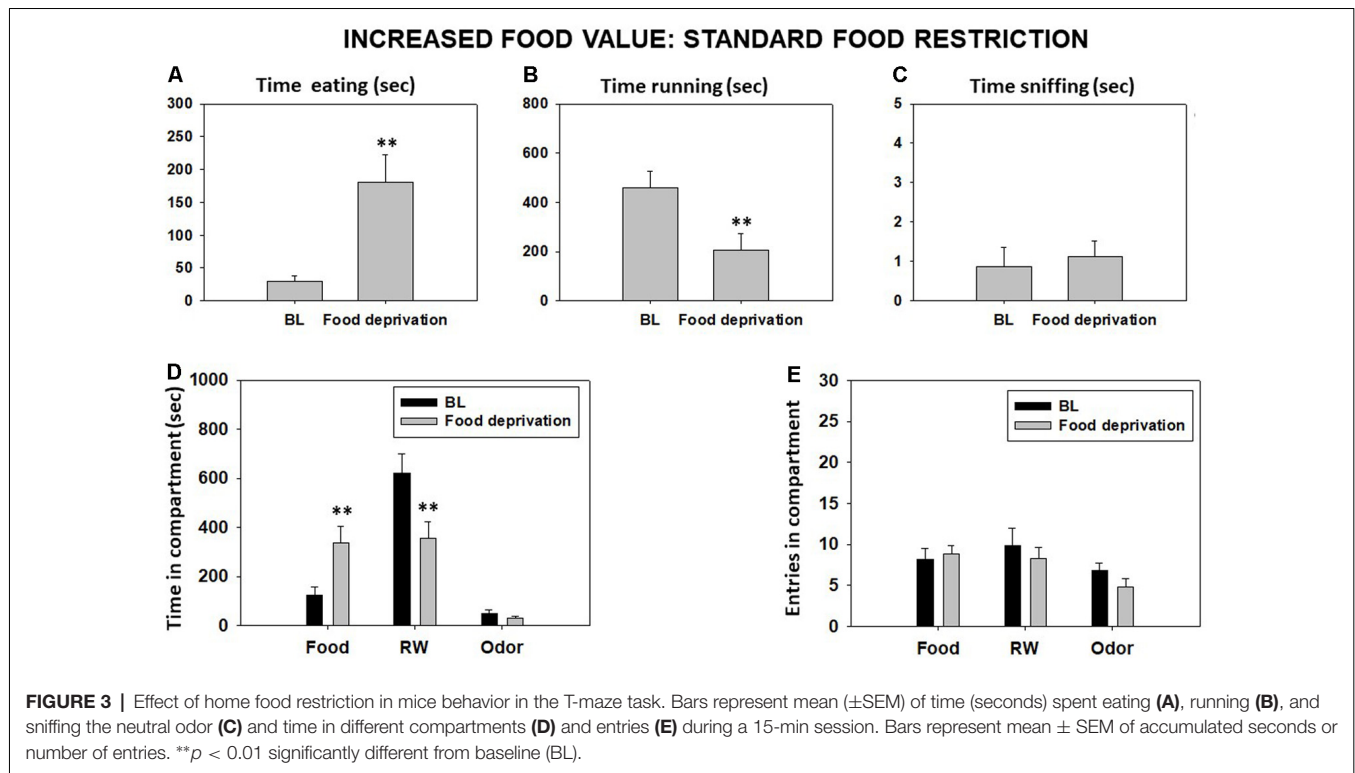 INCREASED FOOD VALUE: STANDARD FOOD RESTRICTION
A
Time eating (sec)
300
250
200
150
100
50
0
**
BL Food deprivation
B
Time running (sec)
800
600
400
200
0
**
BL Food deprivation
C
Time sniffing (sec)
5
4
3
2
1
0
BL Food deprivation
D
Time in compartment (sec)
1000
800
600
400
200
0
BL
Food deprivation
**
**
Food RW Odor
E
Entries in compartment
30
25
20
15
10
5
0
BL
Food deprivation
Food RW Odor
FIGURE 3 | Effect of home food restriction in mice behavior in the T-maze task. Bars represent mean (±SEM) of time (seconds) spent eating (A), running (B), and
sniffing the neutral odor (C) and time in different compartments (D) and entries (E) during a 15-min session. Bars represent mean ± SEM of accumulated seconds or
number of entries. **p < 0.01 significantly different from baseline (BL).